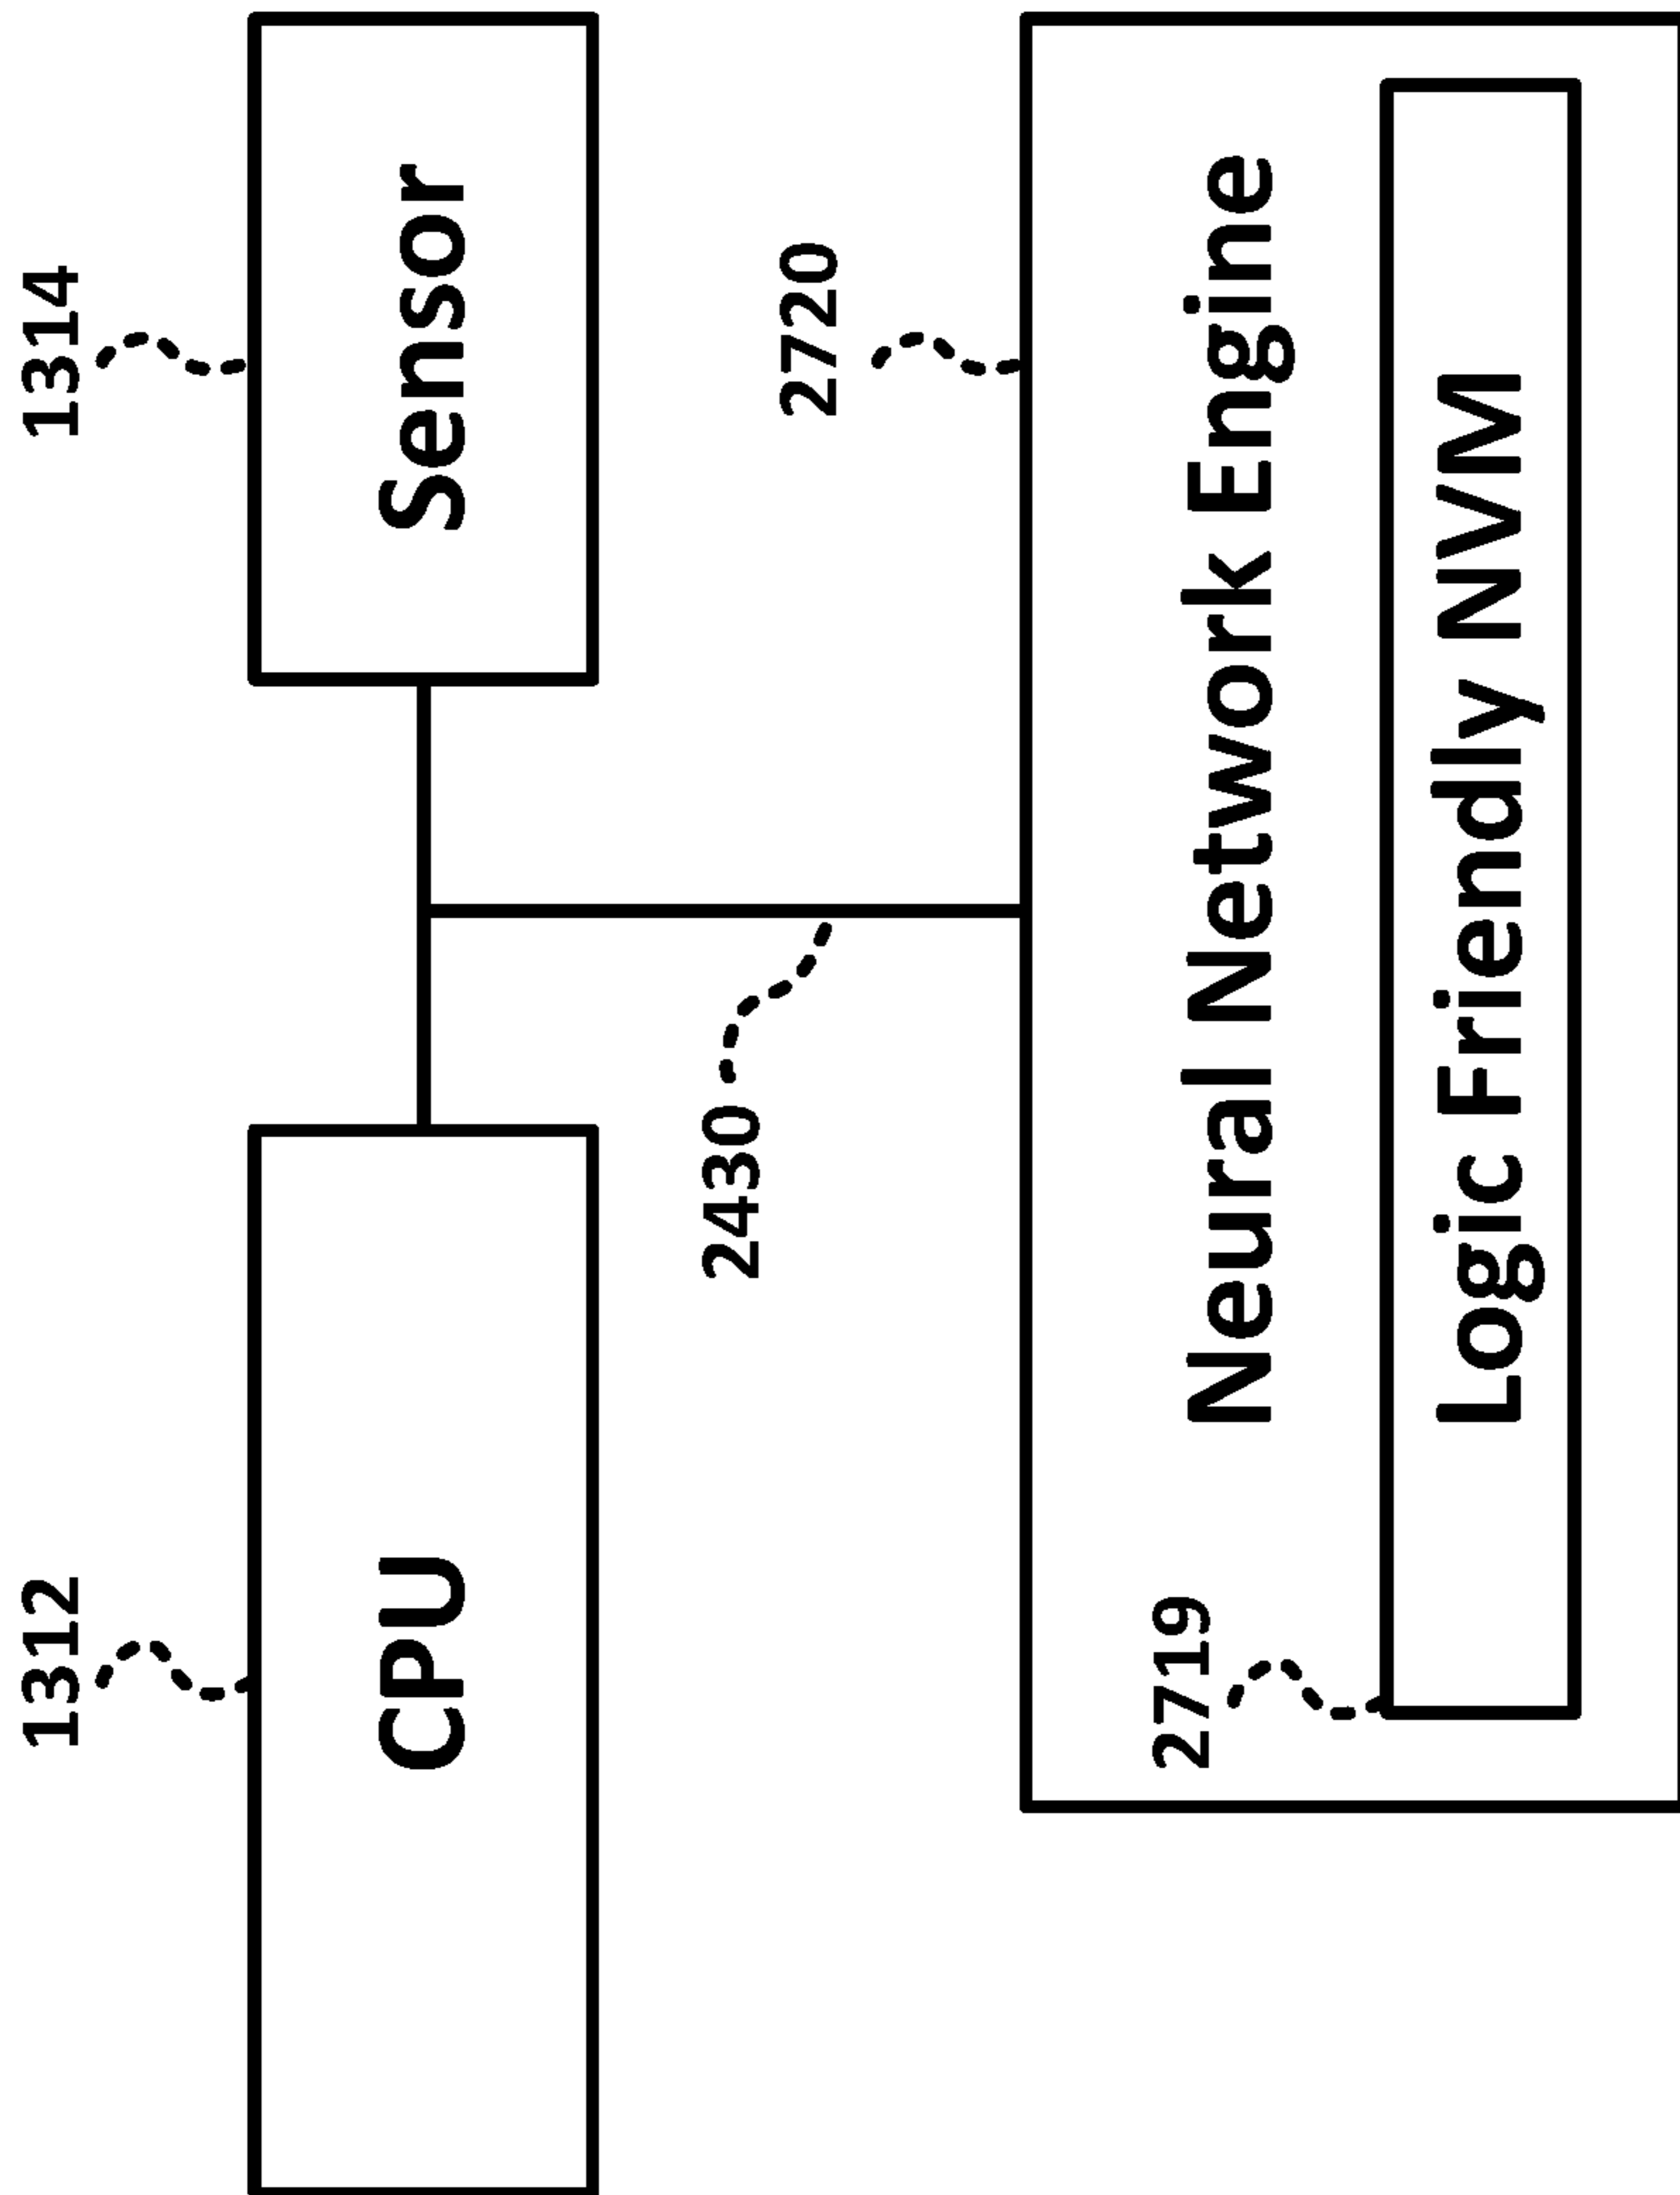 1312
1314
CPU
Sensor
2430
2720
2719
Neural Network Engine
Logic Friendly NVM